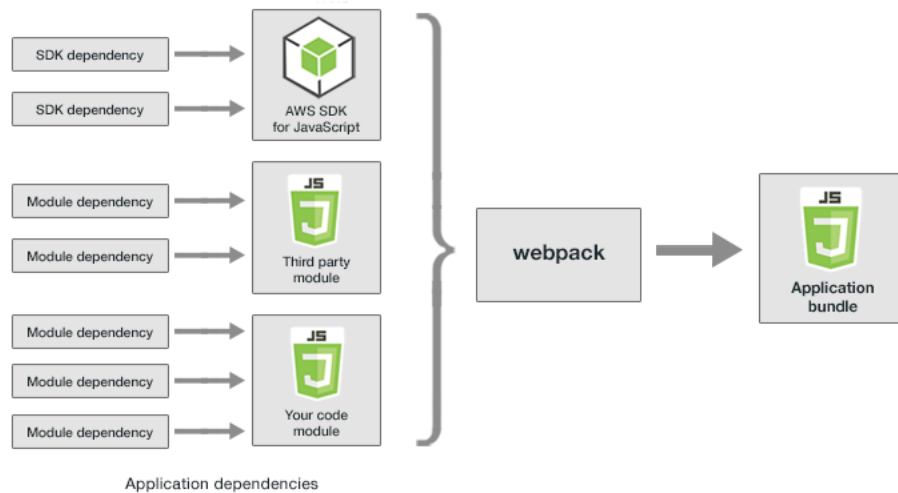 SDK dependency
SDK dependency
AWS SDK
for JavaScript
Module dependency
Module dependency
JS
Third party
module
Module dependency
Module dependency
Module dependency
JS
Your code
module
webpack
JS
Application
bundle
Application dependencies